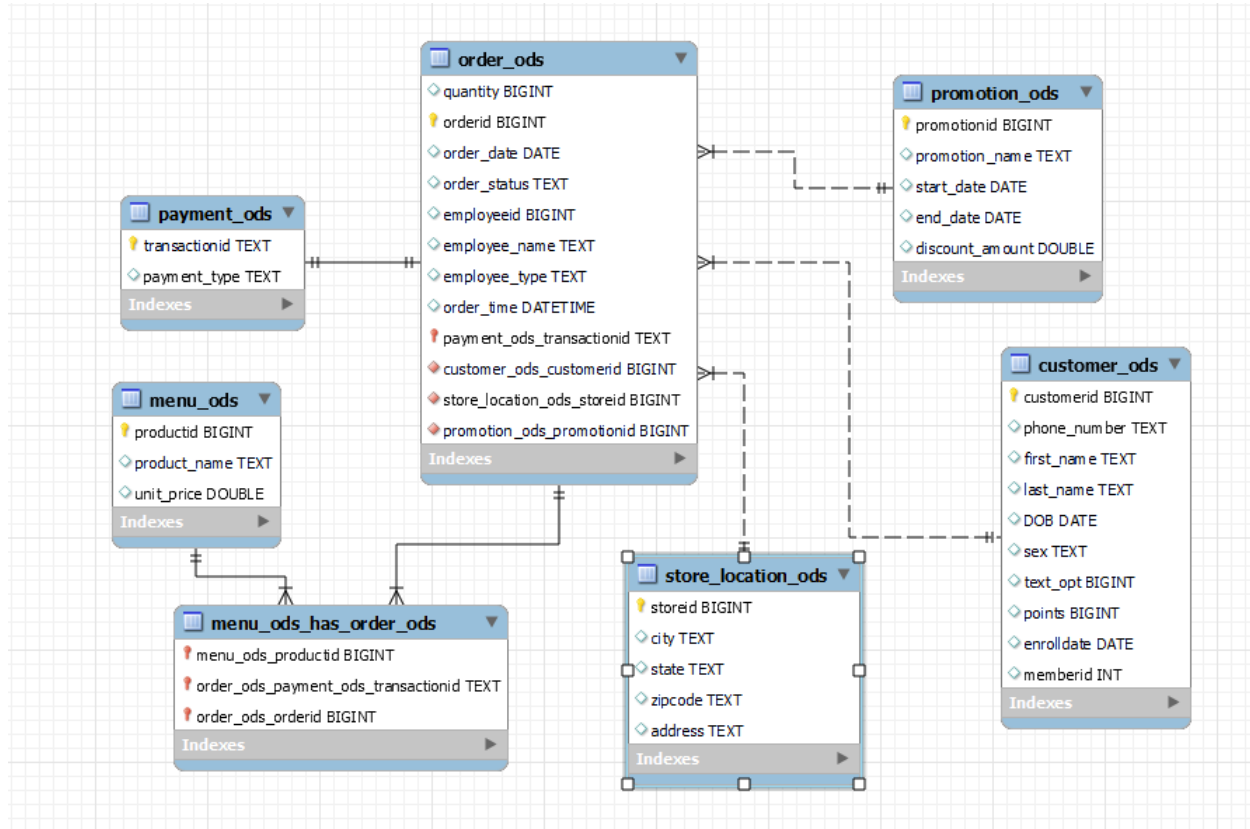 order_ods
quantity BIGINT
orderid BIGINT
order_date DATE
order_status TEXT
employeeid BIGINT
employee_name TEXT
employee_type TEXT
order_time DATETIME
payment_ods_transactionid TEXT
customer_ods_customerid BIGINT
store_location_ods_storeid BIGINT
promotion_ods_promotionid BIGINT
Indexes
promotion_ods
promotionid BIGINT
promotion_name TEXT
start_date DATE
end_date DATE
discount_amount DOUBLE
Indexes
payment_ods
transactionid TEXT
payment_type TEXT
Indexes
menu_ods
productid BIGINT
product_name TEXT
unit_price DOUBLE
Indexes
customer_ods
customerid BIGINT
phone_number TEXT
first_name TEXT
last_name TEXT
DOB DATE
sex TEXT
text_opt BIGINT
points BIGINT
enrolldate DATE
memberid INT
Indexes
menu_ods_has_order_ods
menu_ods_productid BIGINT
order_ods_payment_ods_transactionid TEXT
order_ods_orderid BIGINT
Indexes
store_location_ods
storeid BIGINT
city TEXT
state TEXT
zipcode TEXT
address TEXT
Indexes